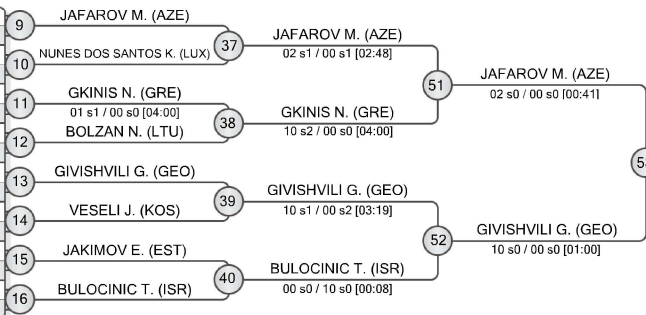 9
JAFAROV M. (AZE)
10
NUNES DOS SANTOS K. (LUX)
37
JAFAROV M. (AZE)
02 s1 / 00 s1 [02:48]
11
GKINIS N. (GRE)
01 s1 / 00 s0 [04:00]
12
BOLZAN N. (LTU)
38
GKINIS N. (GRE)
10 s2 / 00 s0 [04:00]
51
JAFAROV M. (AZE)
02 s0 / 00 s0 [00:41]
13
GIVISHVILI G. (GEO)
14
VESELI J. (KOS)
39
GIVISHVILI G. (GEO)
10 s1 / 00 s2 [03:19]
15
JAKIMOV E. (EST)
16
BULOCINIC T. (ISR)
40
BULOCINIC T. (ISR)
00 s0 / 10 s0 [00:08]
52
GIVISHVILI G. (GEO)
10 s0 / 00 s0 [01:00]